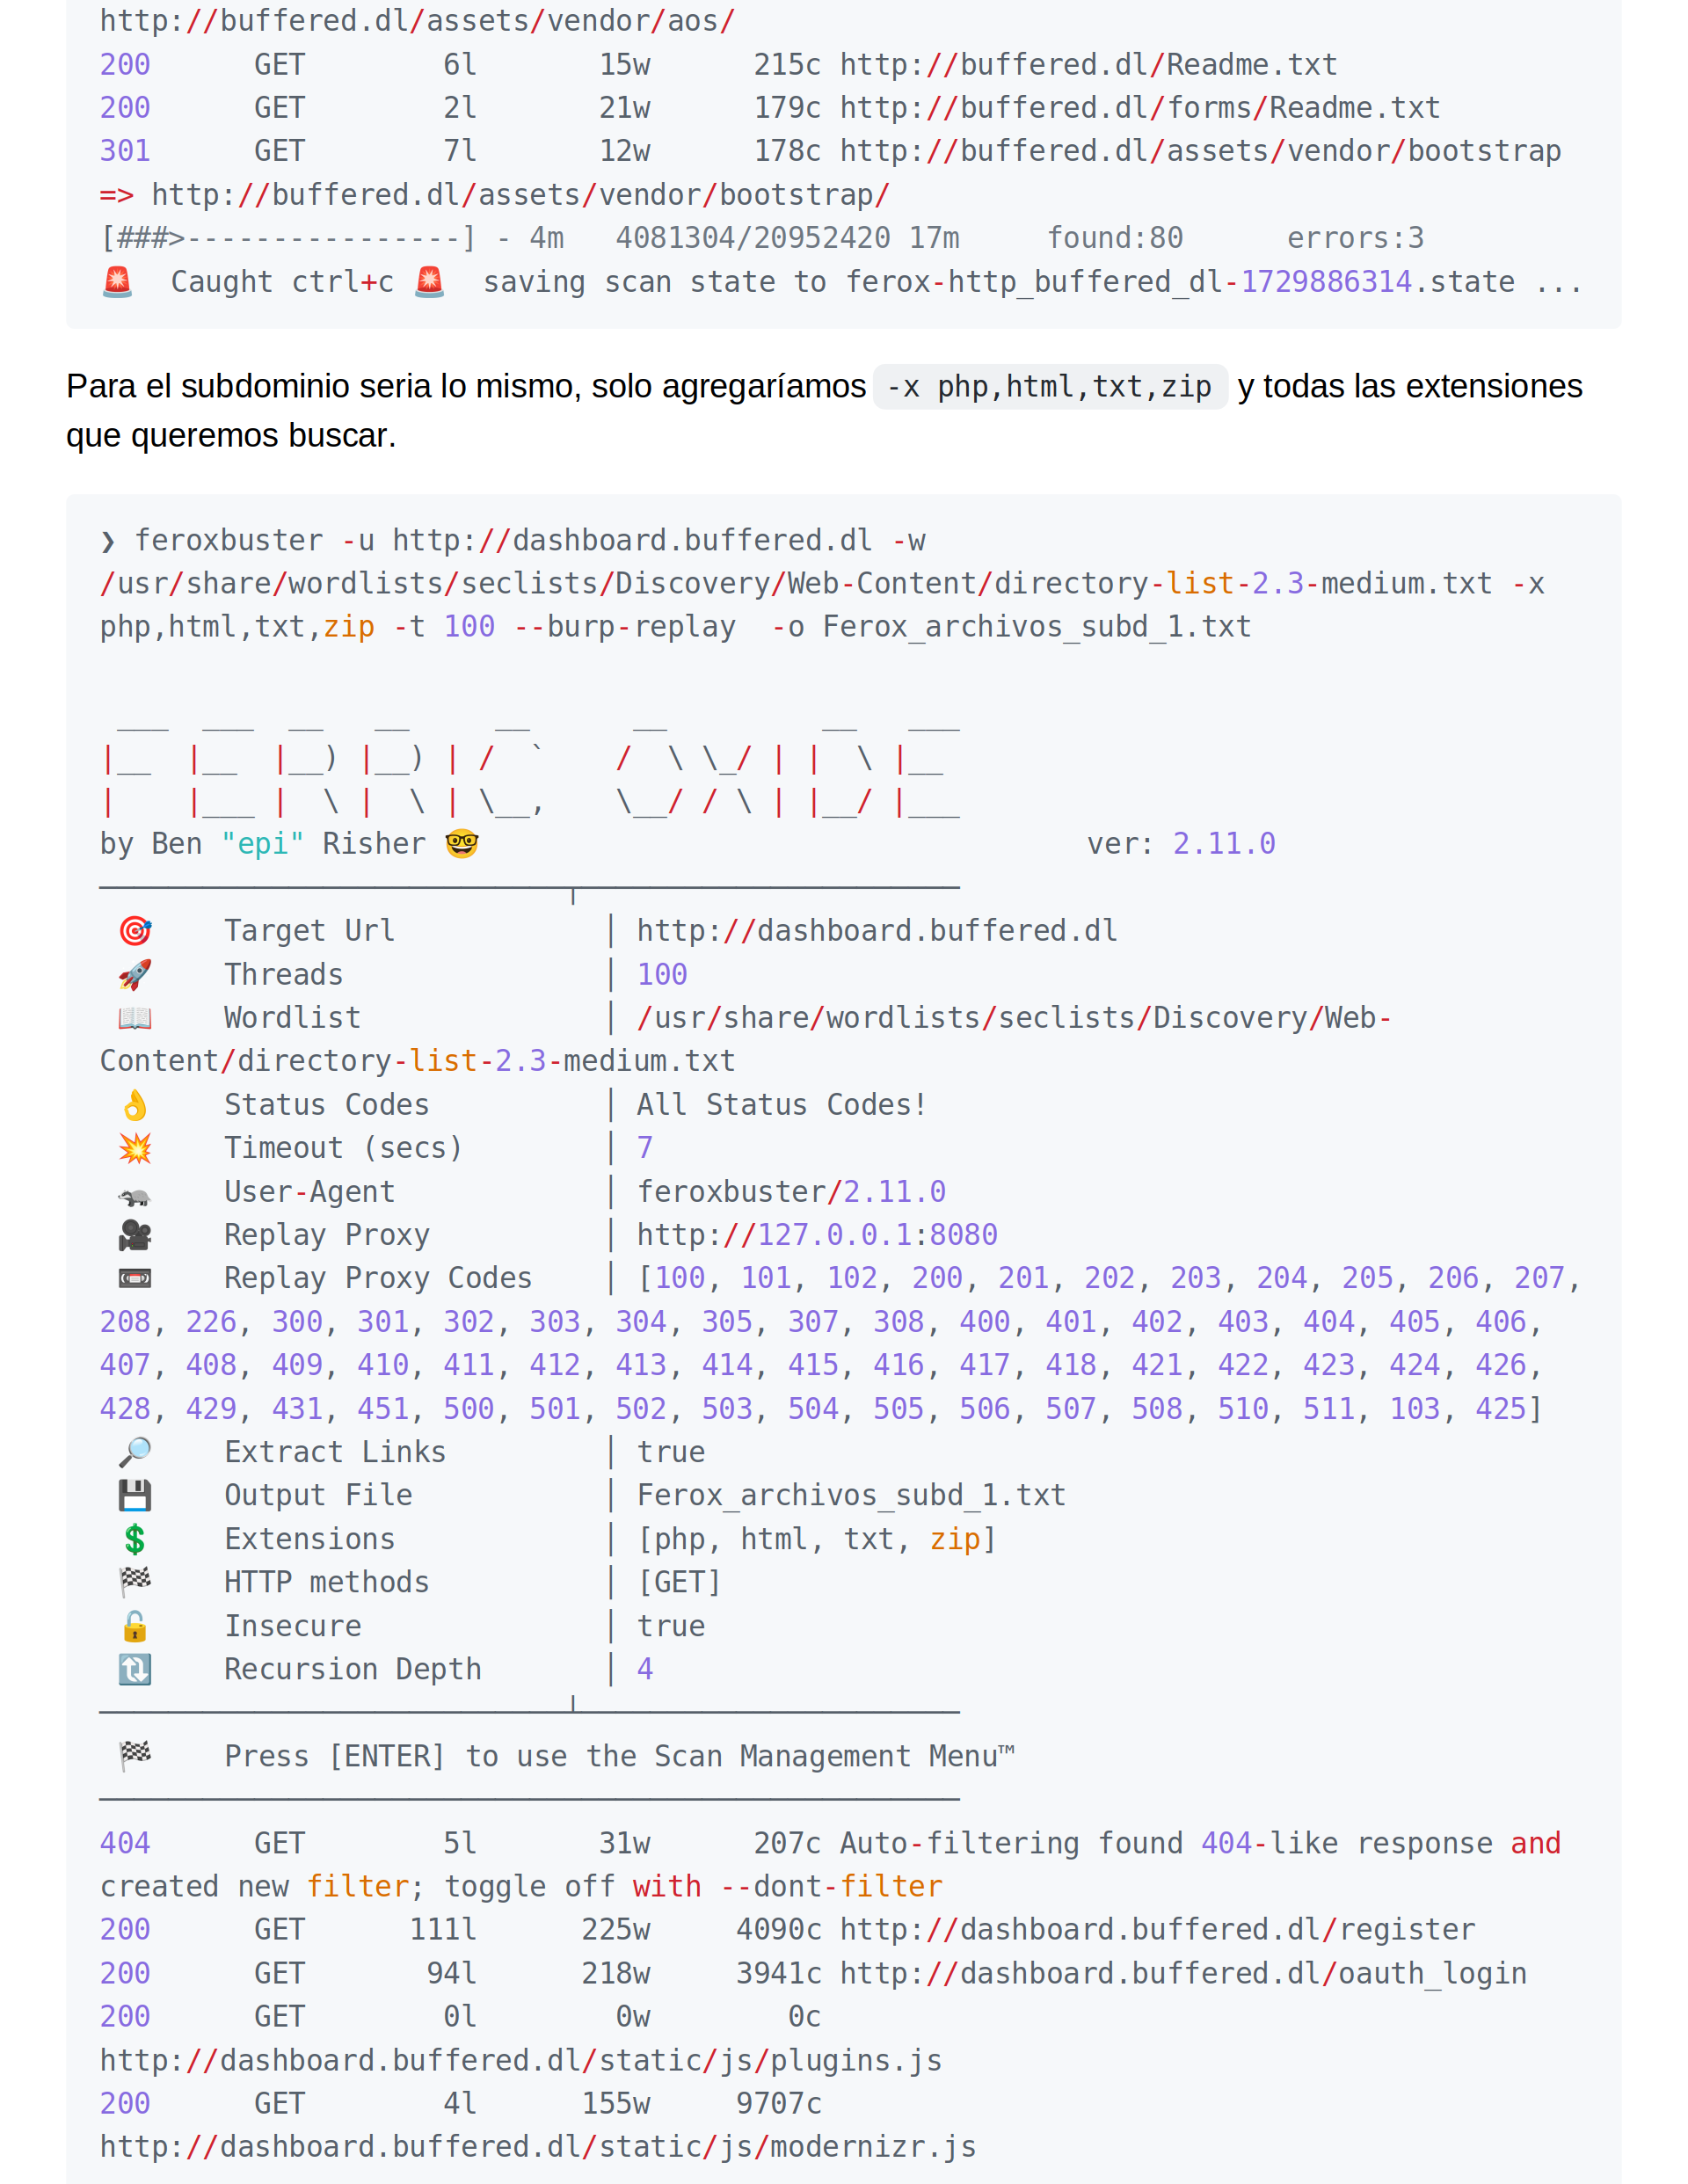 http://buffered.dl/assets/vendor/aos/
200      GET        6l       15w      215c http://buffered.dl/Readme.txt
200      GET        2l       21w      179c http://buffered.dl/forms/Readme.txt
301      GET        7l       12w      178c http://buffered.dl/assets/vendor/bootstrap
=> http://buffered.dl/assets/vendor/bootstrap/
[###>----------------] - 4m   4081304/20952420 17m     found:80      errors:3
🚨  Caught ctrl+c 🚨  saving scan state to ferox-http_buffered_dl-1729886314.state ...
Para el subdominio seria lo mismo, solo agregaríamos -x php,html,txt,zip y todas las extensiones
que queremos buscar.
❯ feroxbuster -u http://dashboard.buffered.dl -w
/usr/share/wordlists/seclists/Discovery/Web-Content/directory-list-2.3-medium.txt -x
php,html,txt,zip -t 100 --burp-replay  -o Ferox_archivos_subd_1.txt
 ___  ___  __   __     __      __         __   ___
|__  |__  |__) |__) | /  `    /  \ \_/ | |  \ |__
|    |___ |  \ |  \ | \__,    \__/ / \ | |__/ |___
by Ben "epi" Risher 🤓                                   ver: 2.11.0
───────────────────────────┬──────────────────────
 🎯    Target Url            │ http://dashboard.buffered.dl
 🚀    Threads               │ 100
 📖    Wordlist              │ /usr/share/wordlists/seclists/Discovery/Web-
Content/directory-list-2.3-medium.txt
 👌    Status Codes          │ All Status Codes!
 💥    Timeout (secs)        │ 7
 🦡    User-Agent            │ feroxbuster/2.11.0
 🎥    Replay Proxy          │ http://127.0.0.1:8080
 📼    Replay Proxy Codes    │ [100, 101, 102, 200, 201, 202, 203, 204, 205, 206, 207,
208, 226, 300, 301, 302, 303, 304, 305, 307, 308, 400, 401, 402, 403, 404, 405, 406,
407, 408, 409, 410, 411, 412, 413, 414, 415, 416, 417, 418, 421, 422, 423, 424, 426,
428, 429, 431, 451, 500, 501, 502, 503, 504, 505, 506, 507, 508, 510, 511, 103, 425]
 🔎    Extract Links         │ true
 💾    Output File           │ Ferox_archivos_subd_1.txt
 💲    Extensions            │ [php, html, txt, zip]
 🏁    HTTP methods          │ [GET]
 🔓    Insecure              │ true
 🔃    Recursion Depth       │ 4
───────────────────────────┴──────────────────────
 🏁    Press [ENTER] to use the Scan Management Menu™
──────────────────────────────────────────────────
404      GET        5l       31w      207c Auto-filtering found 404-like response and
created new filter; toggle off with --dont-filter
200      GET      111l      225w     4090c http://dashboard.buffered.dl/register
200      GET       94l      218w     3941c http://dashboard.buffered.dl/oauth_login
200      GET        0l        0w        0c
http://dashboard.buffered.dl/static/js/plugins.js
200      GET        4l      155w     9707c
http://dashboard.buffered.dl/static/js/modernizr.js